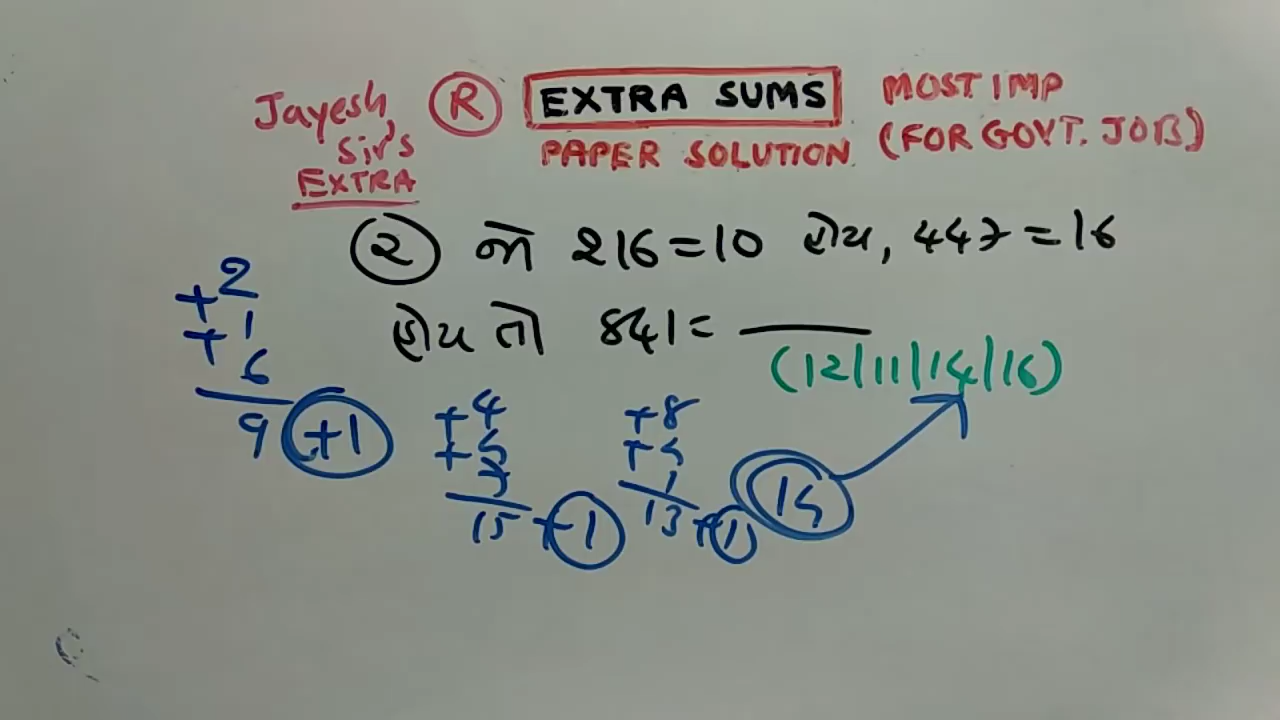 Jayesh Sir's EXTRA
R
EXTRA SUMS
PAPER SOLUTION
MOST IMP
(FOR GOVT. JOB)
૨ જો 216=10 હોય, 447=16
હોય તો 841= ______
(12/11/14/16)
+2
+1
6
9 +1
+4
+4
7
15 +1
+8
+4
1
13 +1
14